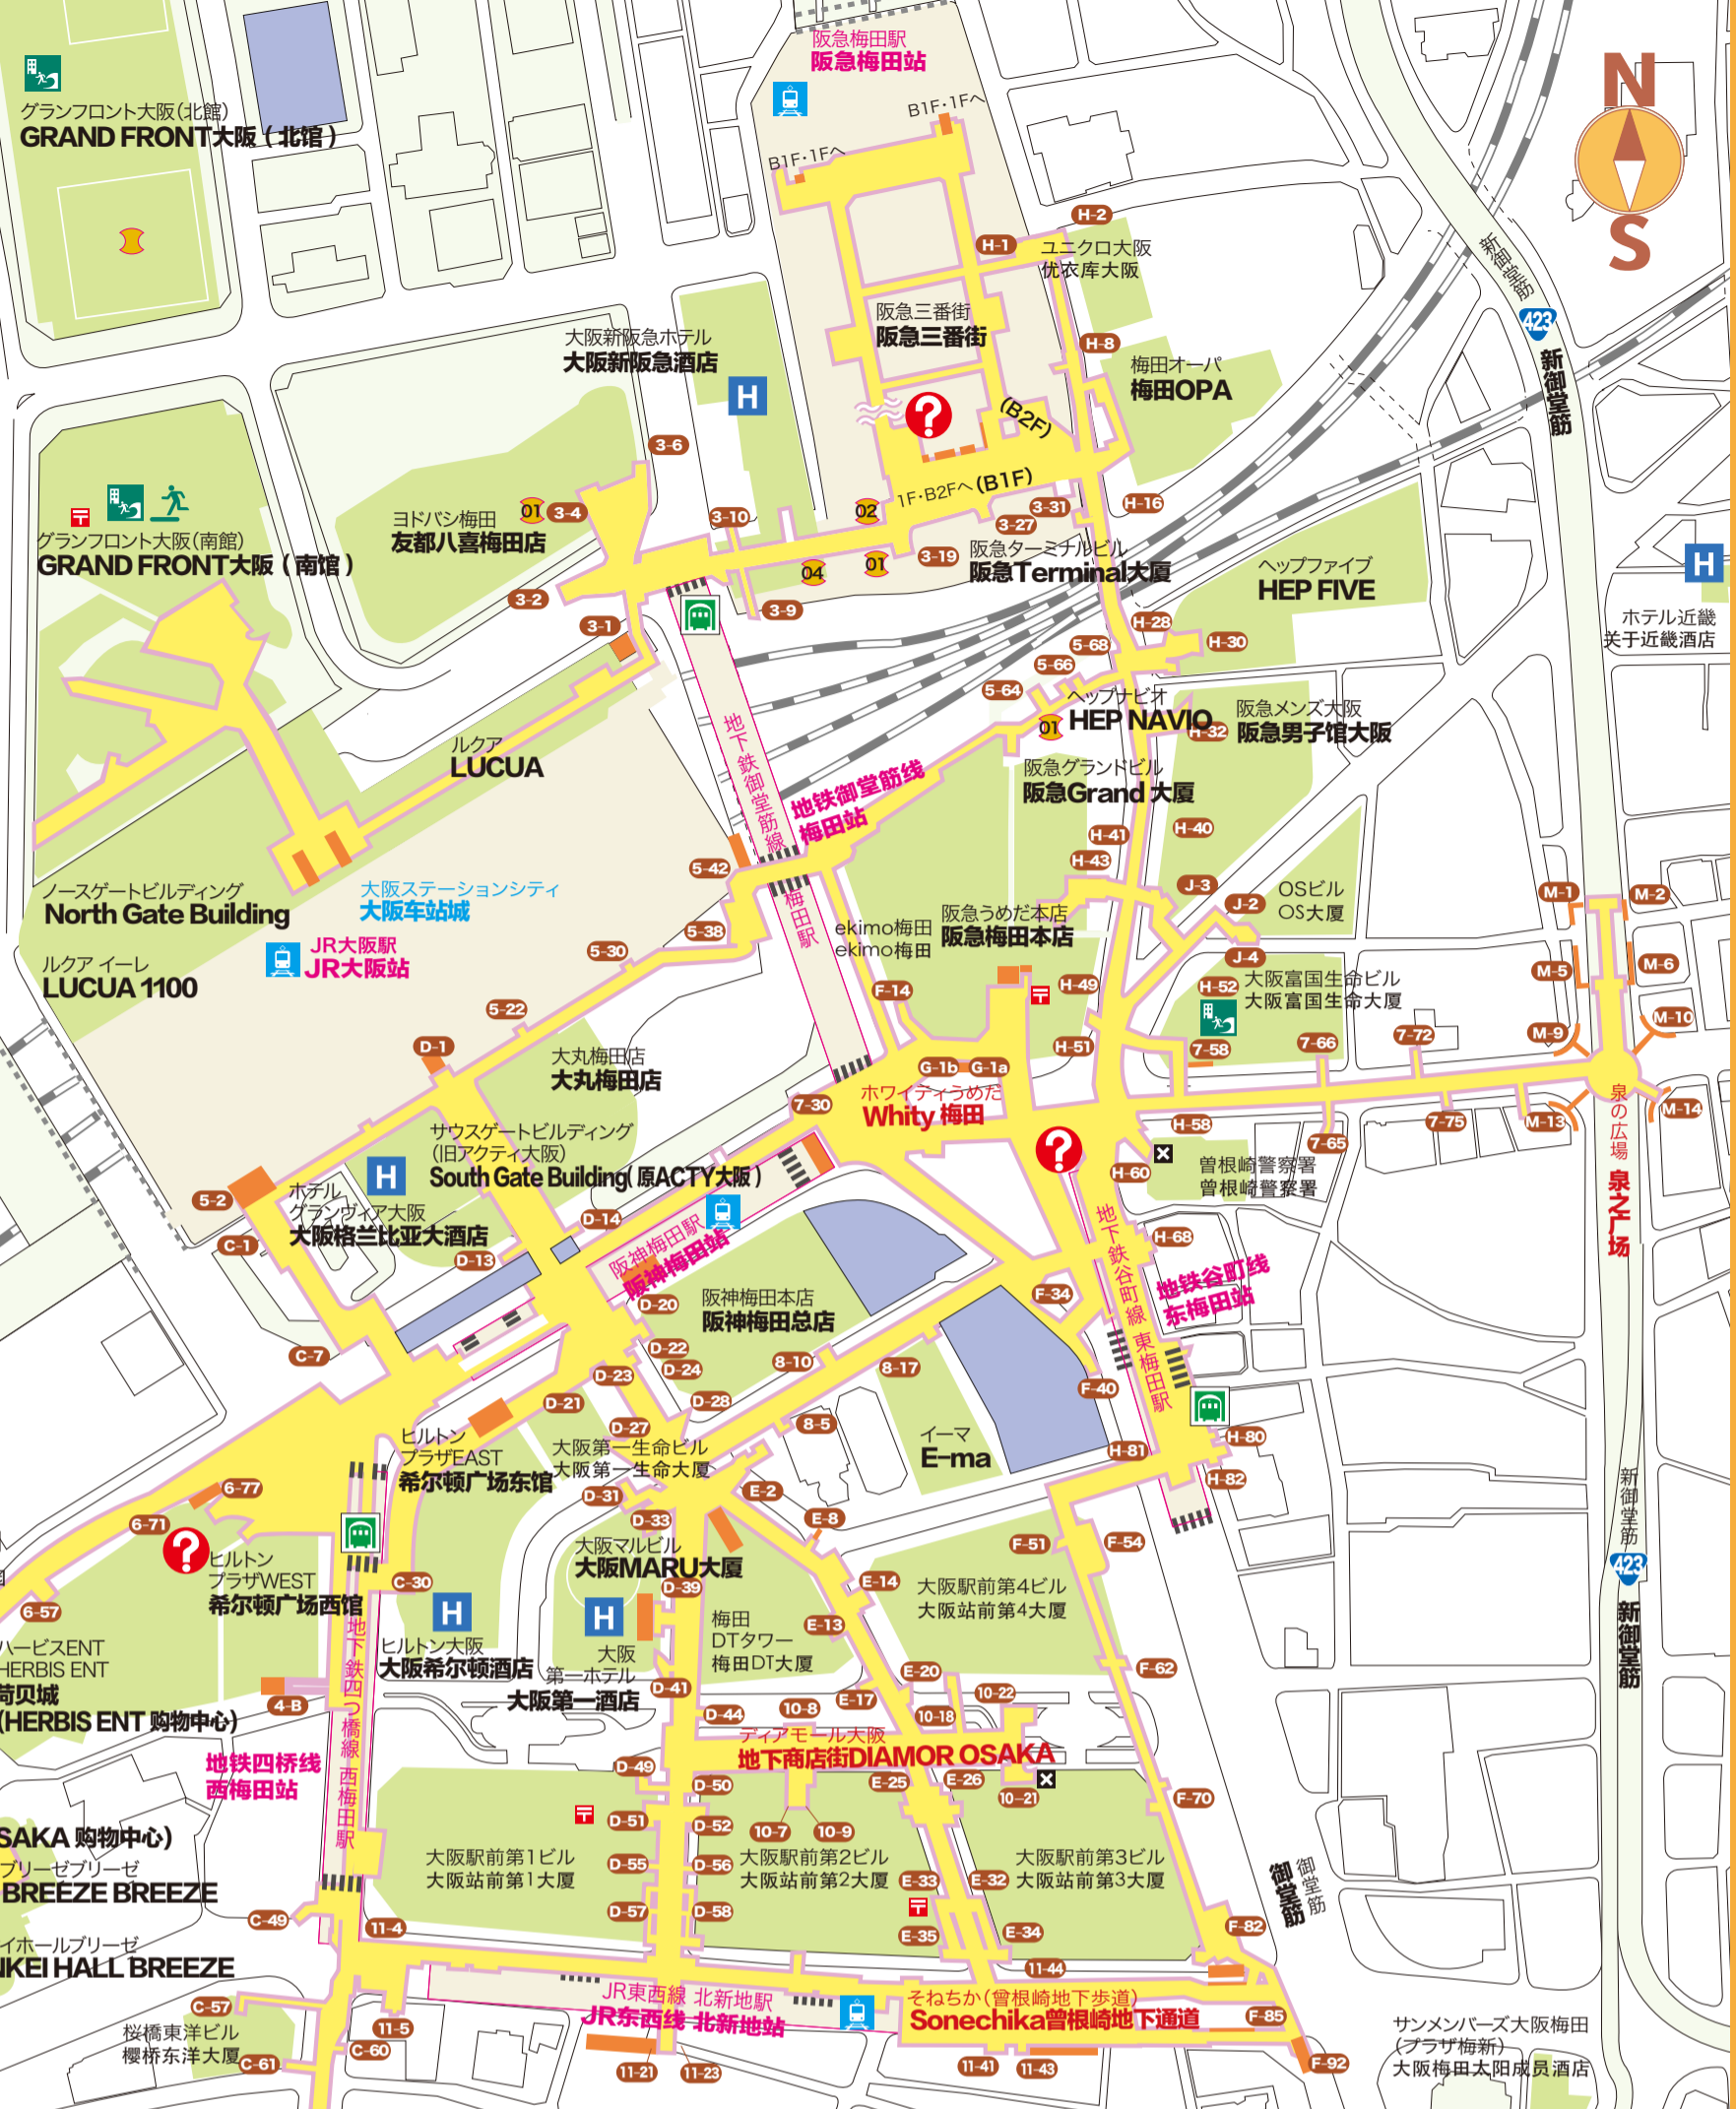 阪急梅田駅
阪急梅田站
N
S
グランフロント大阪(北館)
GRAND FRONT大阪（北馆）
B1F・1Fへ
B1F・1Fへ
H-2
H-1
ユニクロ大阪
优衣库大阪
新御堂筋
423
新御堂筋
阪急三番街
阪急三番街
大阪新阪急ホテル
大阪新阪急酒店
H
H-8
梅田オーパ
梅田OPA
?
(B2F)
1F・B2Fへ(B1F)
3-6
01
3-4
ヨドバシ梅田
友都八喜梅田店
3-10
02
3-31
3-27
H-16
3-19
阪急ターミナルビル
阪急Terminal大厦
04
01
ヘップファイブ
HEP FIVE
H
ホテル近畿
关于近畿酒店
グランフロント大阪(南館)
GRAND FRONT大阪（南馆）
3-2
3-1
3-9
H-28
H-30
5-68
5-66
5-64
01
ヘップナビオ
HEP NAVIO
H-32
阪急メンズ大阪
阪急男子馆大阪
地下鉄御堂筋線
梅田駅
地铁御堂筋线
梅田站
ルクア
LUCUA
阪急グランドビル
阪急Grand 大厦
H-41
H-40
H-43
5-42
5-38
5-30
5-22
ノースゲートビルディング
North Gate Building
大阪ステーションシティ
大阪车站城
JR大阪駅
JR大阪站
ルクア イーレ
LUCUA 1100
ekimo梅田
ekimo梅田
阪急うめだ本店
阪急梅田本店
J-3
J-2
OSビル
OS大厦
J-4
H-52
大阪富国生命ビル
大阪富国生命大厦
H-49
F-14
H-51
7-58
7-66
7-72
M-1
M-2
M-5
M-6
M-9
M-10
M-13
M-14
7-75
7-65
泉の広場
泉之广场
D-1
大丸梅田店
大丸梅田店
G-1b
G-1a
7-30
ホワイティうめだ
Whity 梅田
?
H-58
H-60
曽根崎警察署
曽根崎警察署
サウスゲートビルディング
(旧アクティ大阪)
South Gate Building(原ACTY大阪)
H
5-2
C-1
ホテル
グランヴィア大阪
大阪格兰比亚大酒店
D-14
D-13
阪神梅田駅
阪神梅田站
D-20
阪神梅田本店
阪神梅田总店
H-68
地下鉄谷町線 東梅田駅
地铁谷町线
东梅田站
F-34
F-40
C-7
D-22
D-24
D-23
8-10
8-17
D-21
D-28
D-27
8-5
イーマ
E-ma
H-80
H-81
H-82
ヒルトン
プラザEAST
希尔顿广场东馆
大阪第一生命ビル
大阪第一生命大厦
D-31
D-33
E-2
E-8
6-77
6-71
?
ヒルトン
プラザWEST
希尔顿广场西馆
6-57
C-30
H
ヒルトン大阪
大阪希尔顿酒店
大阪マルビル
大阪MARU大厦
D-39
H
大阪
第一ホテル
大阪第一酒店
D-41
梅田
DTタワー
梅田DT大厦
E-14
E-13
E-20
E-17
F-51
F-54
大阪駅前第4ビル
大阪站前第4大厦
F-62
新御堂筋
423
新御堂筋
ハービスENT
HERBIS ENT
荷贝城
(HERBIS ENT 购物中心)
4-B
地下鉄四つ橋線 西梅田駅
地铁四桥线
西梅田站
D-44
10-8
10-18
10-22
ディアモール大阪
地下商店街DIAMOR OSAKA
D-49
D-50
E-25
E-26
10-21
F-70
D-51
D-52
10-7
10-9
大阪駅前第1ビル
大阪站前第1大厦
D-55
D-56
大阪駅前第2ビル
大阪站前第2大厦
E-33
E-32
大阪駅前第3ビル
大阪站前第3大厦
D-57
D-58
E-35
E-34
御堂筋
御堂筋
F-82
SAKA 购物中心)
ブリーゼブリーゼ
BREEZE BREEZE
C-49
11-4
イホールブリーゼ
NKEI HALL BREEZE
11-44
JR東西線 北新地駅
JR东西线 北新地站
そねちか(曽根崎地下歩道)
Sonechika曾根崎地下通道
F-85
C-57
桜橋東洋ビル
樱桥东洋大厦
11-5
C-60
C-61
11-21
11-23
11-41
11-43
F-92
サンメンバーズ大阪梅田
(プラザ梅新)
大阪梅田太阳成员酒店